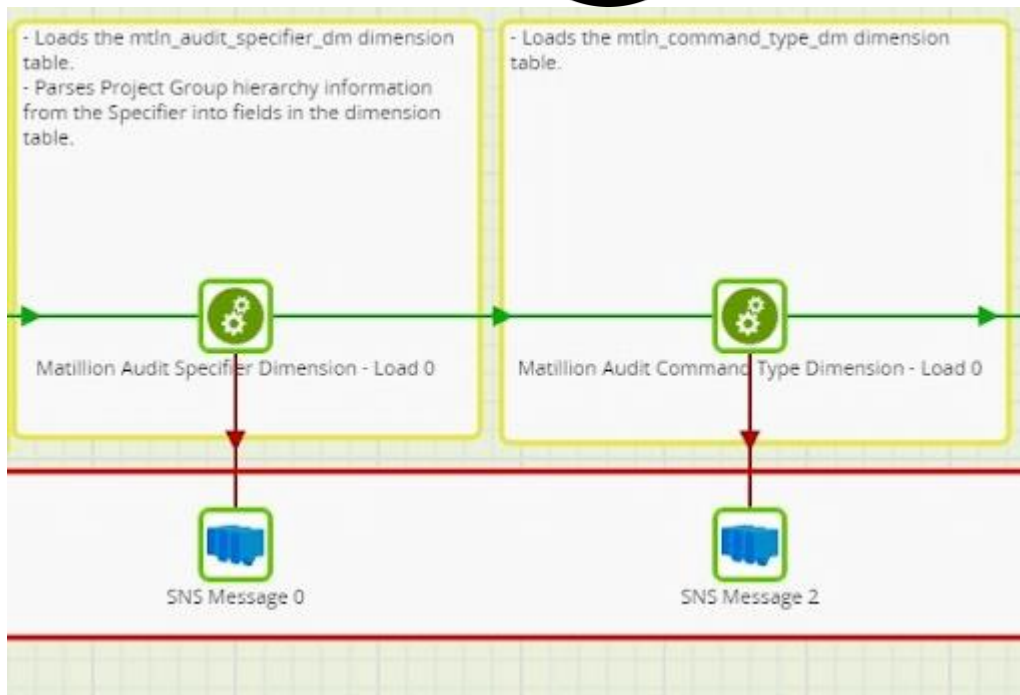 - Loads the mtln_audit_specifier_dm dimension
table.
- Parses Project Group hierarchy information
from the Specifier into fields in the dimension
table.
- Loads the mtln_command_type_dm dimension
table.
Matillion Audit Specifier Dimension - Load 0
Matillion Audit Command Type Dimension - Load 0
SNS Message 0
SNS Message 2